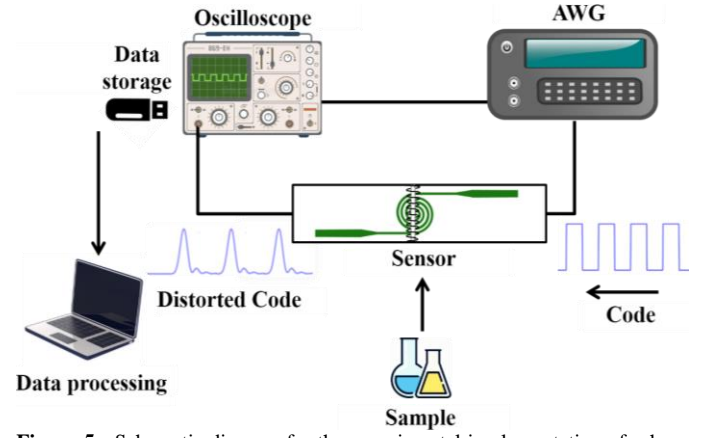 Oscilloscope
AWG
Data
storage
Sensor
Distorted Code
Code
Data processing
Sample